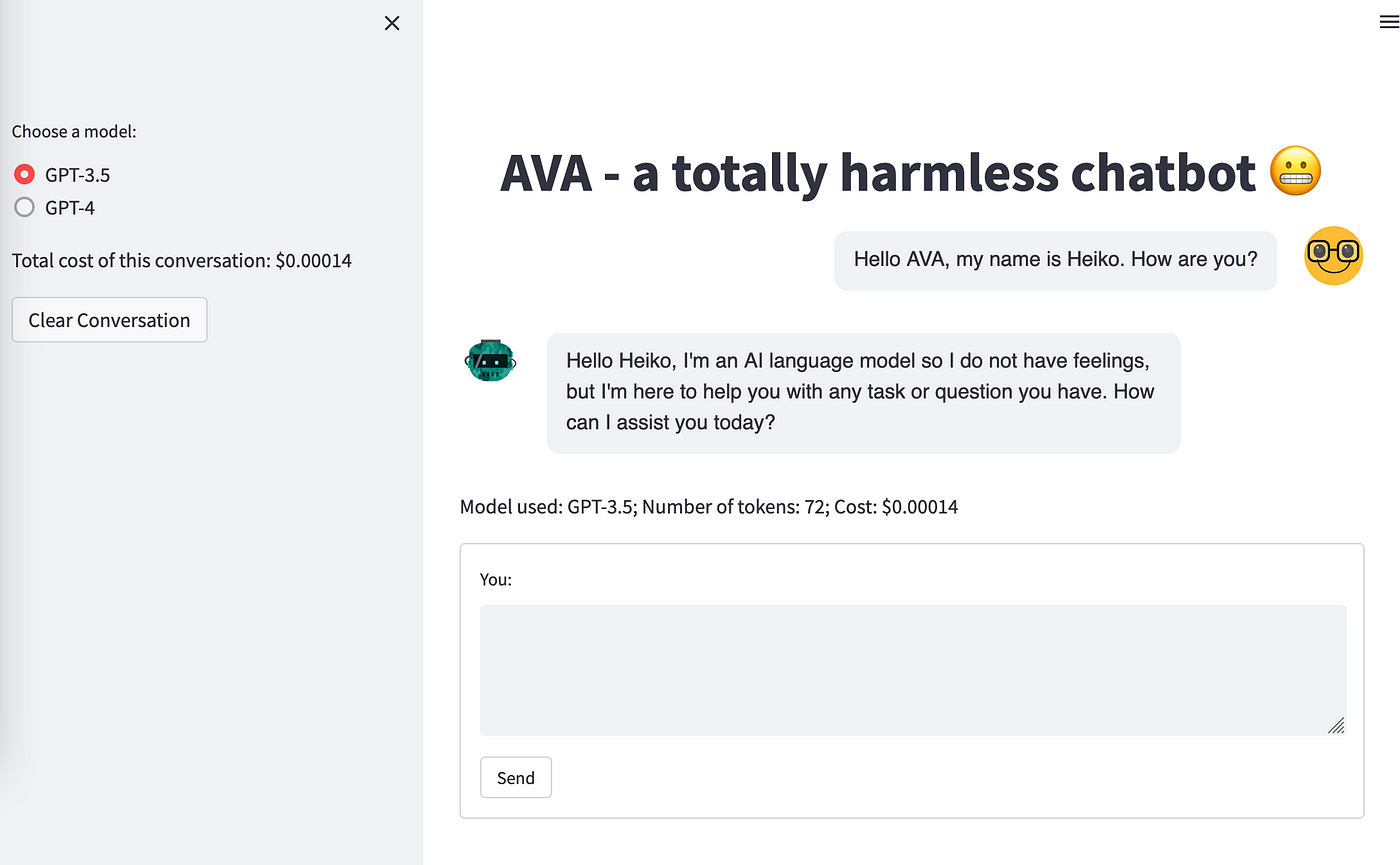 Choose a model:
GPT-3.5
GPT-4
Total cost of this conversation: $0.00014
Clear Conversation
AVA - a totally harmless chatbot 😬
Hello AVA, my name is Heiko. How are you?
Hello Heiko, I'm an AI language model so I do not have feelings,
but I'm here to help you with any task or question you have. How
can I assist you today?
Model used: GPT-3.5; Number of tokens: 72; Cost: $0.00014
You:
Send